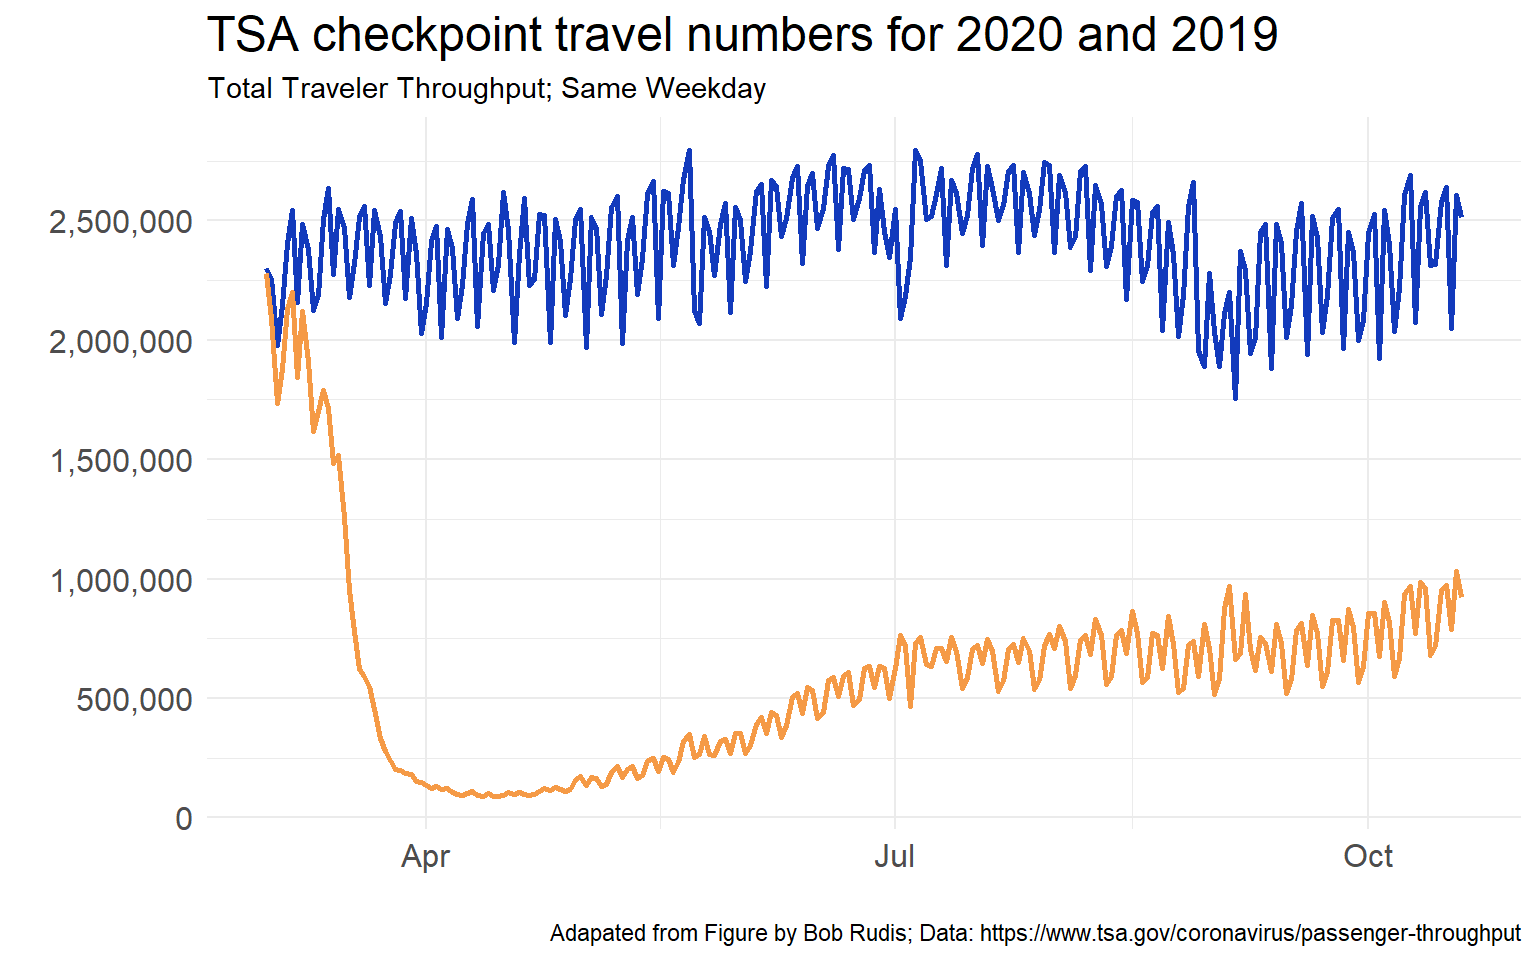 TSA checkpoint travel numbers for 2020 and 2019
Total Traveler Throughput; Same Weekday
2,500,000
2,000,000
1,500,000
1,000,000
500,000
0
Apr Jul Oct
Adapated from Figure by Bob Rudis; Data: https://www.tsa.gov/coronavirus/passenger-throughput